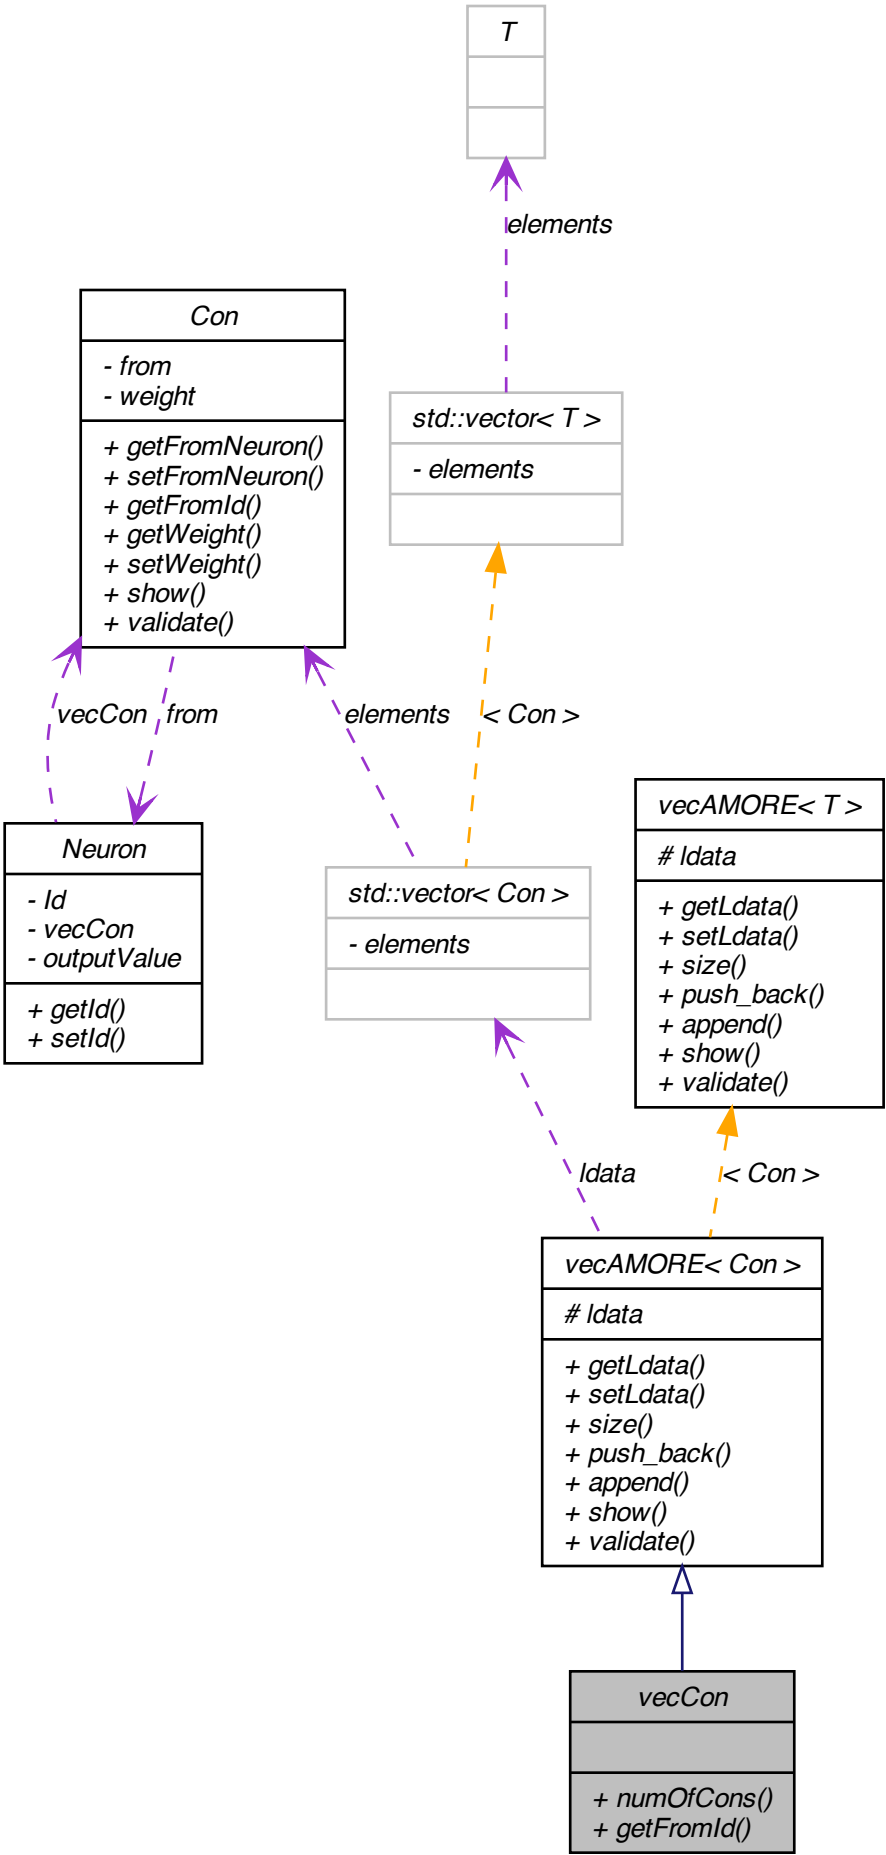 T
elements
Con
- from
- weight
+ getFromNeuron()
+ setFromNeuron()
+ getFromId()
+ getWeight()
+ setWeight()
+ show()
+ validate()
std::vector< T >
- elements
vecCon
from
elements
< Con >
Neuron
- Id
- vecCon
- outputValue
+ getId()
+ setId()
std::vector< Con >
- elements
vecAMORE< T >
# ldata
+ getLdata()
+ setLdata()
+ size()
+ push_back()
+ append()
+ show()
+ validate()
ldata
< Con >
vecAMORE< Con >
# ldata
+ getLdata()
+ setLdata()
+ size()
+ push_back()
+ append()
+ show()
+ validate()
vecCon
+ numOfCons()
+ getFromId()